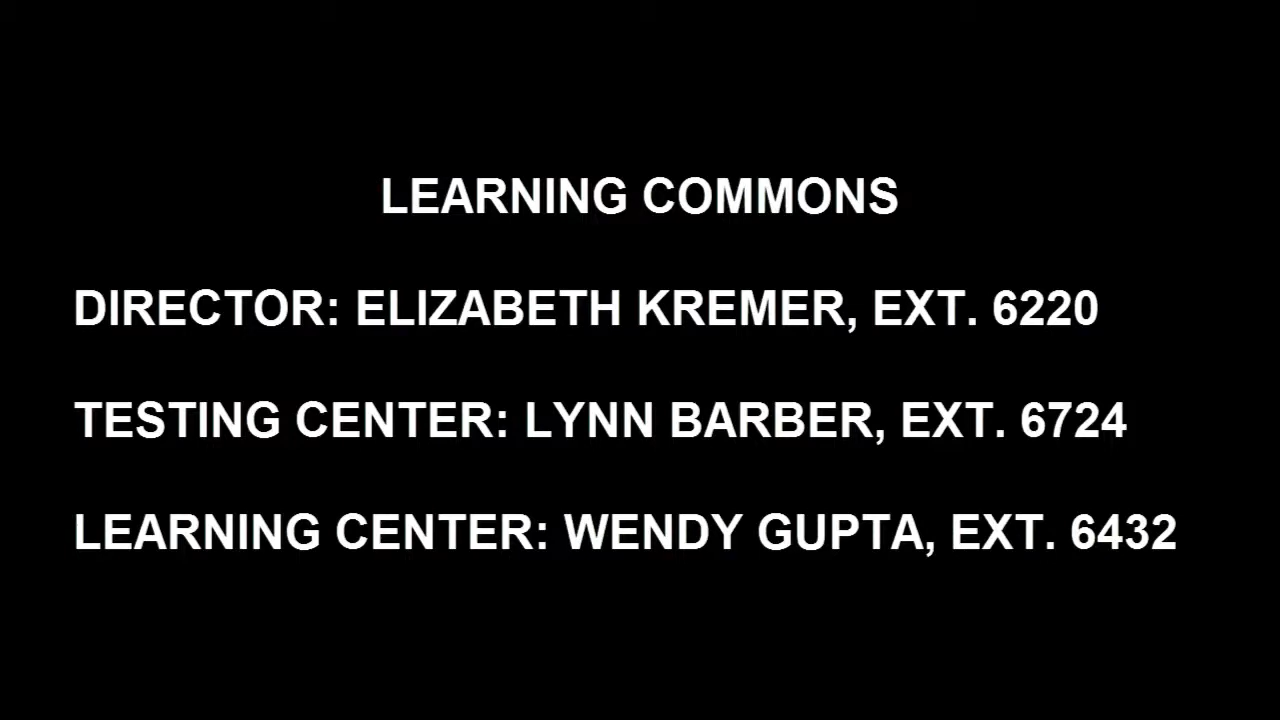 LEARNING COMMONS
DIRECTOR: ELIZABETH KREMER, EXT. 6220
TESTING CENTER: LYNN BARBER, EXT. 6724
LEARNING CENTER: WENDY GUPTA, EXT. 6432